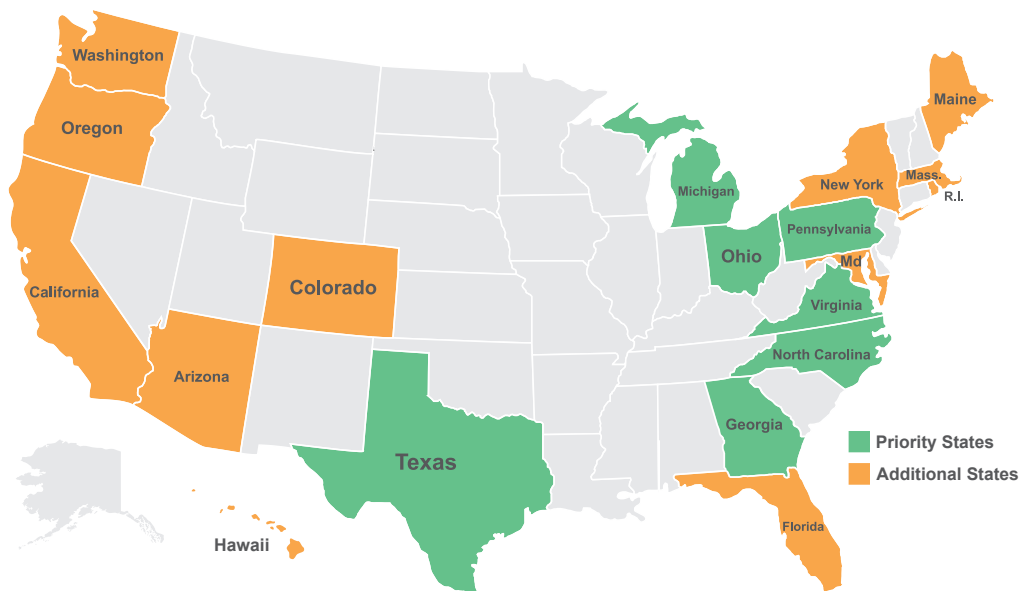 Washington
Maine
Oregon
Mass.
New York
Michigan
R.I.
Pennsylvania
Ohio
Md
California
Colorado
Virginia
North Carolina
Arizona
Georgia
Priority States
Texas
Additional States
Florida
Hawaii